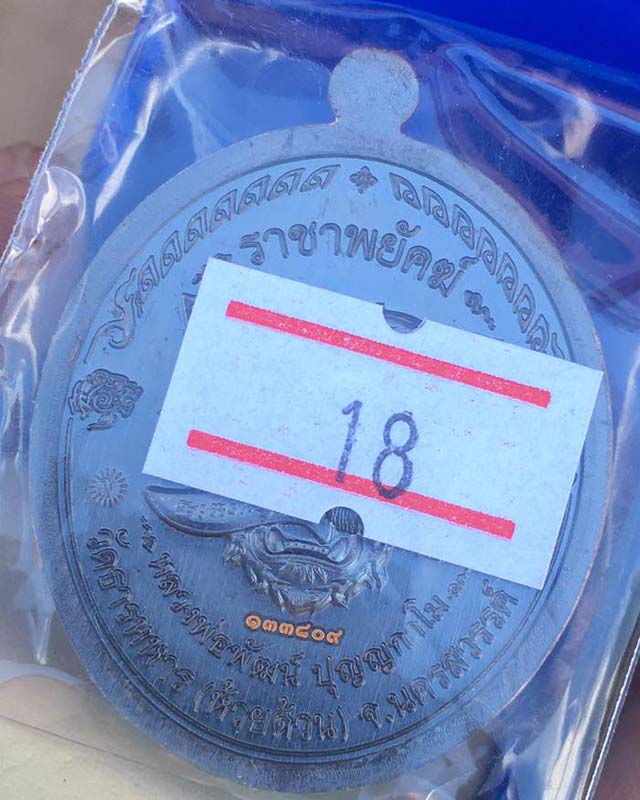 ราชาพยัคฆ์
18
๑๓๓๘๐๙
หลวงพ่อพัฒน์ ปุญญกาโม
วัดธารทหาร (ห้วยด้วน) จ.นครสวรรค์